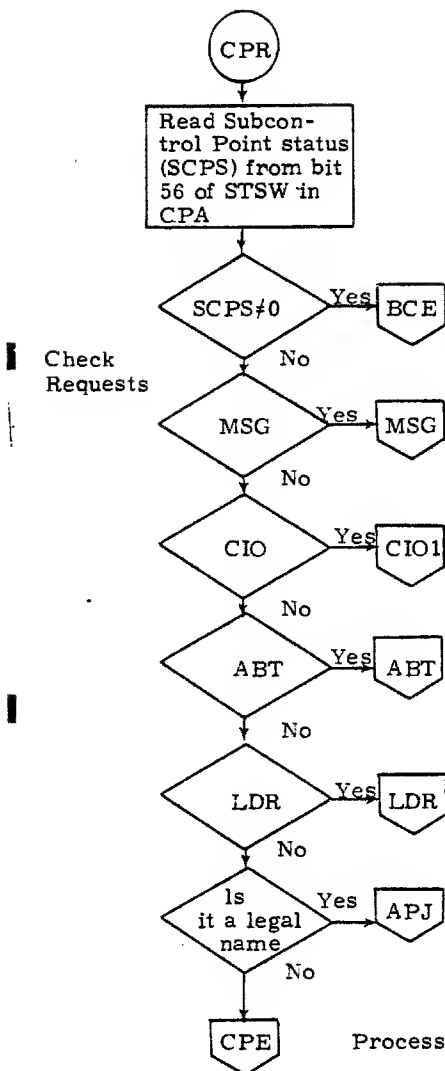 CPR
Read Subcon-
trol Point status
(SCPS) from bit
56 of STSW in
CPA
SCPS≠0
Yes
BCE
No
Check
Requests
MSG
Yes
MSG
No
CIO
Yes
CIO1
No
ABT
Yes
ABT
No
LDR
Yes
LDR
No
Is
it a legal
name
Yes
APJ
No
CPE
Process